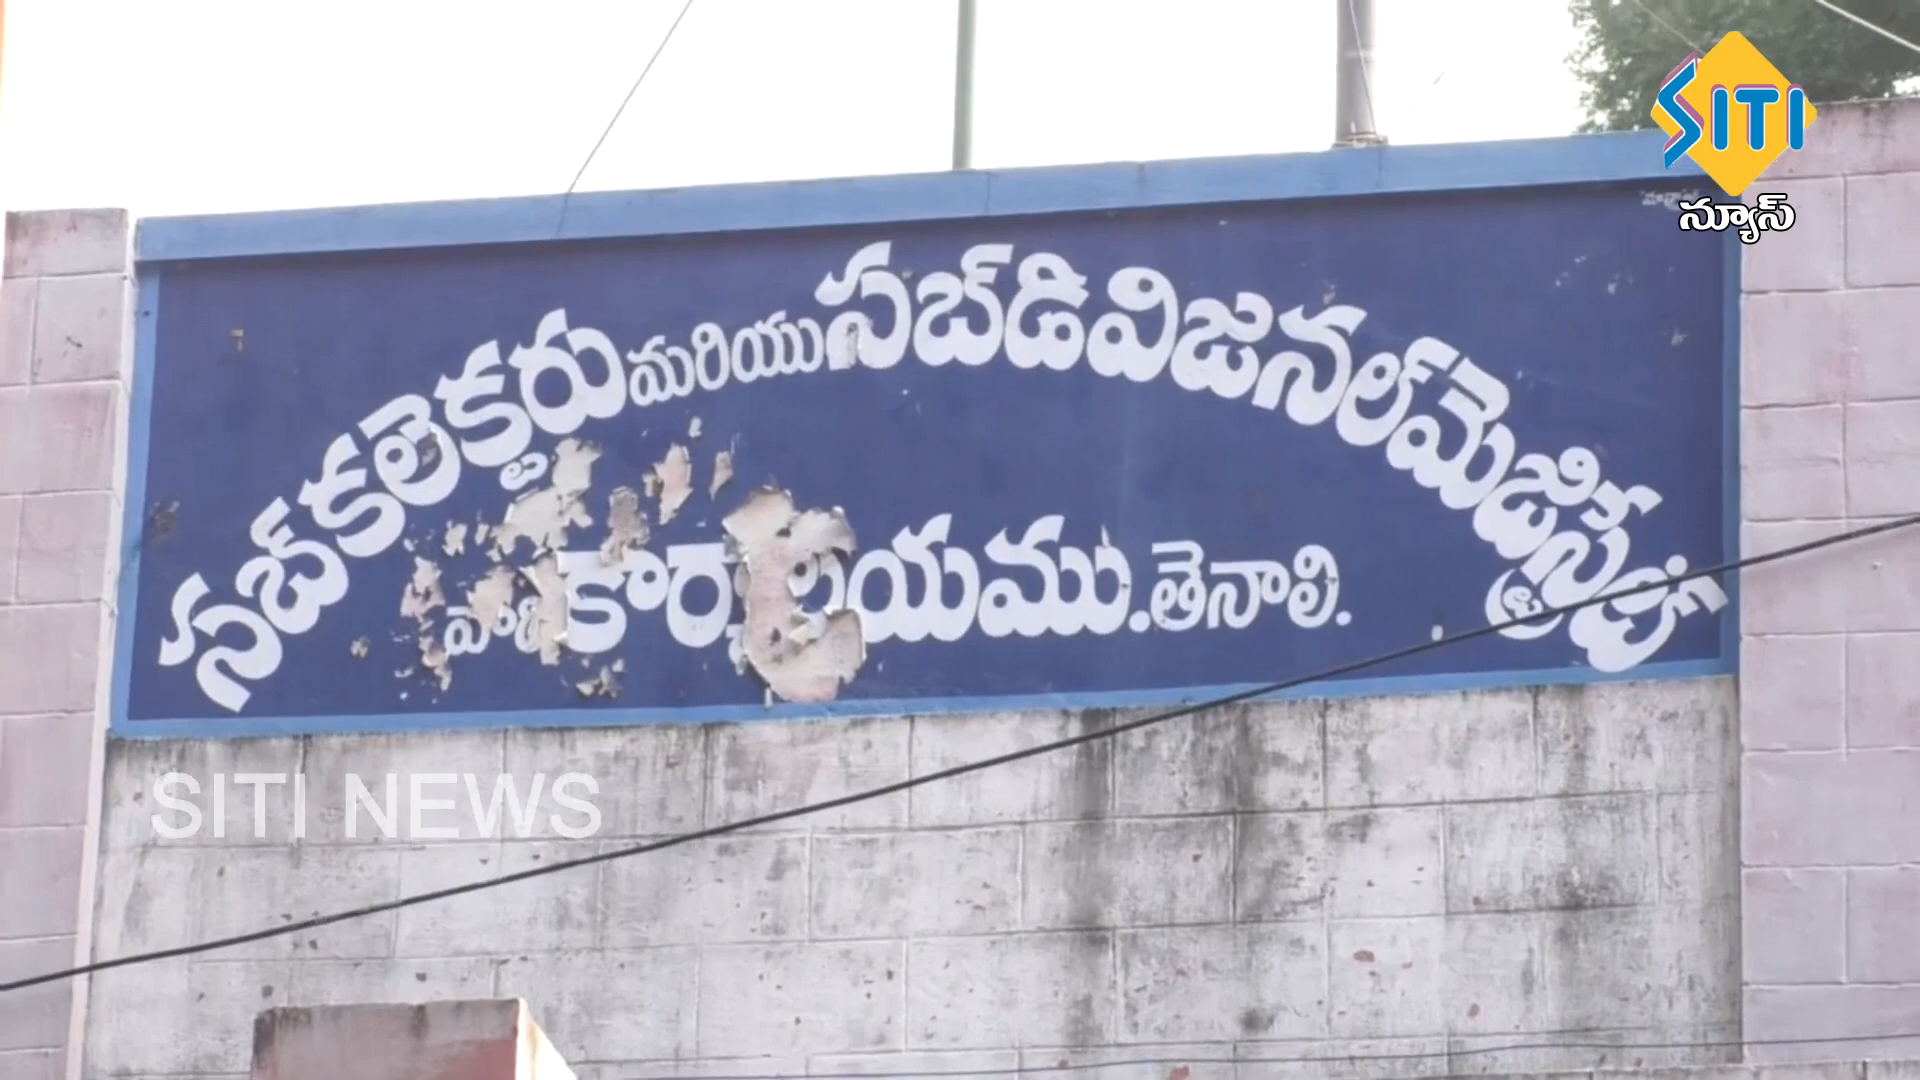 SITI
న్యూస్
సబ్ కలెక్టరు మరియు సబ్ డివిజనల్ మెజిస్ట్రేట్
వారి కార్యాలయము. తెనాలి.
SITI NEWS